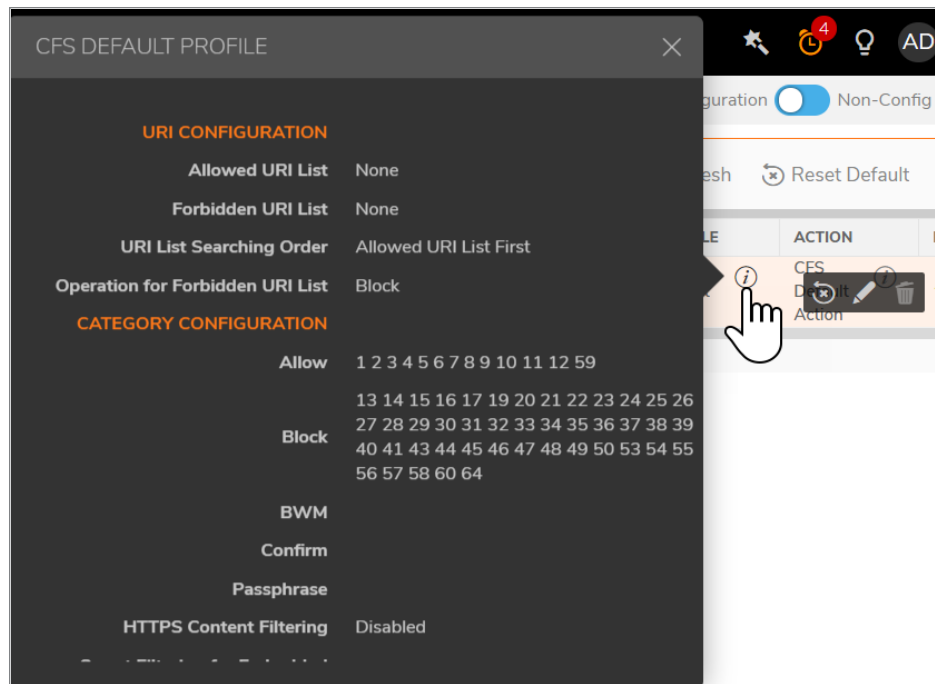 CFS DEFAULT PROFILE
4
AD
guration
Non-Config
URI CONFIGURATION
Allowed URI List None
Forbidden URI List None
URI List Searching Order Allowed URI List First
Operation for Forbidden URI List Block
CATEGORY CONFIGURATION
Allow 1 2 3 4 5 6 7 8 9 10 11 12 59
Block 13 14 15 16 17 19 20 21 22 23 24 25 26
27 28 29 30 31 32 33 34 35 36 37 38 39
40 41 43 44 45 46 47 48 49 50 53 54 55
56 57 58 60 64
BWM
Confirm
Passphrase
HTTPS Content Filtering Disabled
esh Reset Default
LE ACTION
CFS
Default
Action